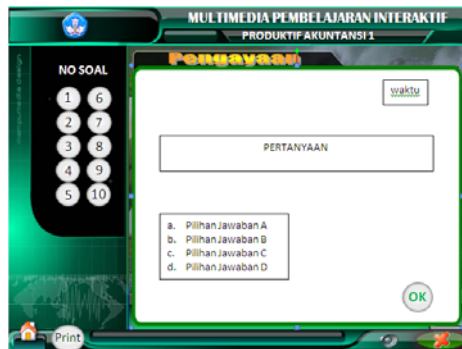 MULTIMEDIA PEMBELAJARAN INTERAKTIF
PRODUKTIF AKUNTANSI 1
Pengayaan
NO SOAL
1 6
2 7
3 8
4 9
5 10
waktu
PERTANYAAN
a. Pilihan Jawaban A
b. Pilihan Jawaban B
c. Pilihan Jawaban C
d. Pilihan Jawaban D
OK
Print